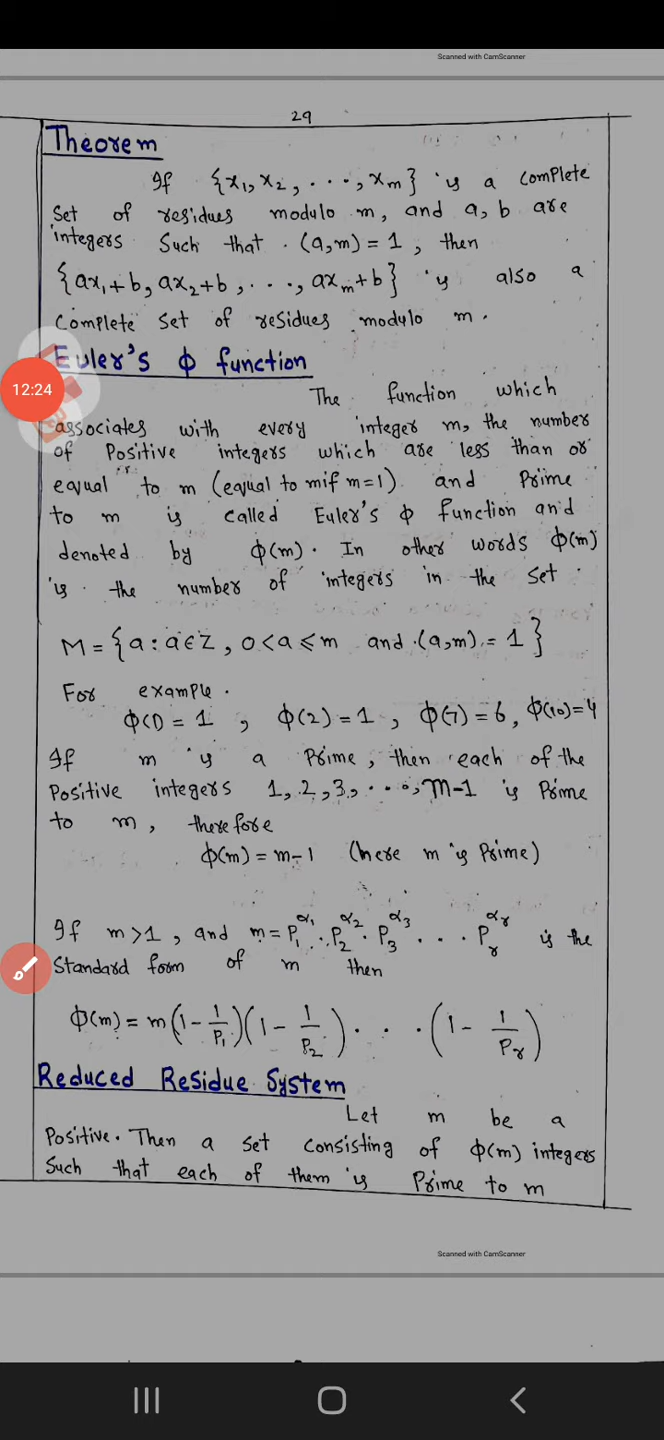 Scanned with CamScanner
29
Theorem
If {x₁, x₂, . . ., xₘ} is a complete
Set of residues modulo m, and a, b are
integers Such that (a,m) = 1, then
{ax₁+b, ax₂+b, . . ., axₘ+b} is also a
Complete Set of residues modulo m.
Euler's ϕ function
12:24
The function which
associates with every integer m, the number
of Positive integers which are less than or
equal to m (equal to m if m=1) and Prime
to m is called Euler's ϕ function and
denoted by ϕ(m). In other words ϕ(m)
is the number of integers in the set
M = {a : a∈Z, 0<a≤m and (a,m) = 1}
For example.
ϕ(1) = 1, ϕ(2) = 1, ϕ(7) = 6, ϕ(10)=4
If m is a Prime, then each of the
Positive integers 1, 2, 3, . . ., m-1 is Prime
to m, therefore
ϕ(m) = m-1 (here m is Prime)
If m>1, and m = P₁^α₁ . P₂^α₂ . P₃^α₃ . . . Pᵣ^αᵣ is the
Standard form of m then
ϕ(m) = m(1 - 1/P₁)(1 - 1/P₂) . . . (1 - 1/Pᵣ)
Reduced Residue System
Let m be a
Positive. Then a set consisting of ϕ(m) integers
Such that each of them is Prime to m
Scanned with CamScanner